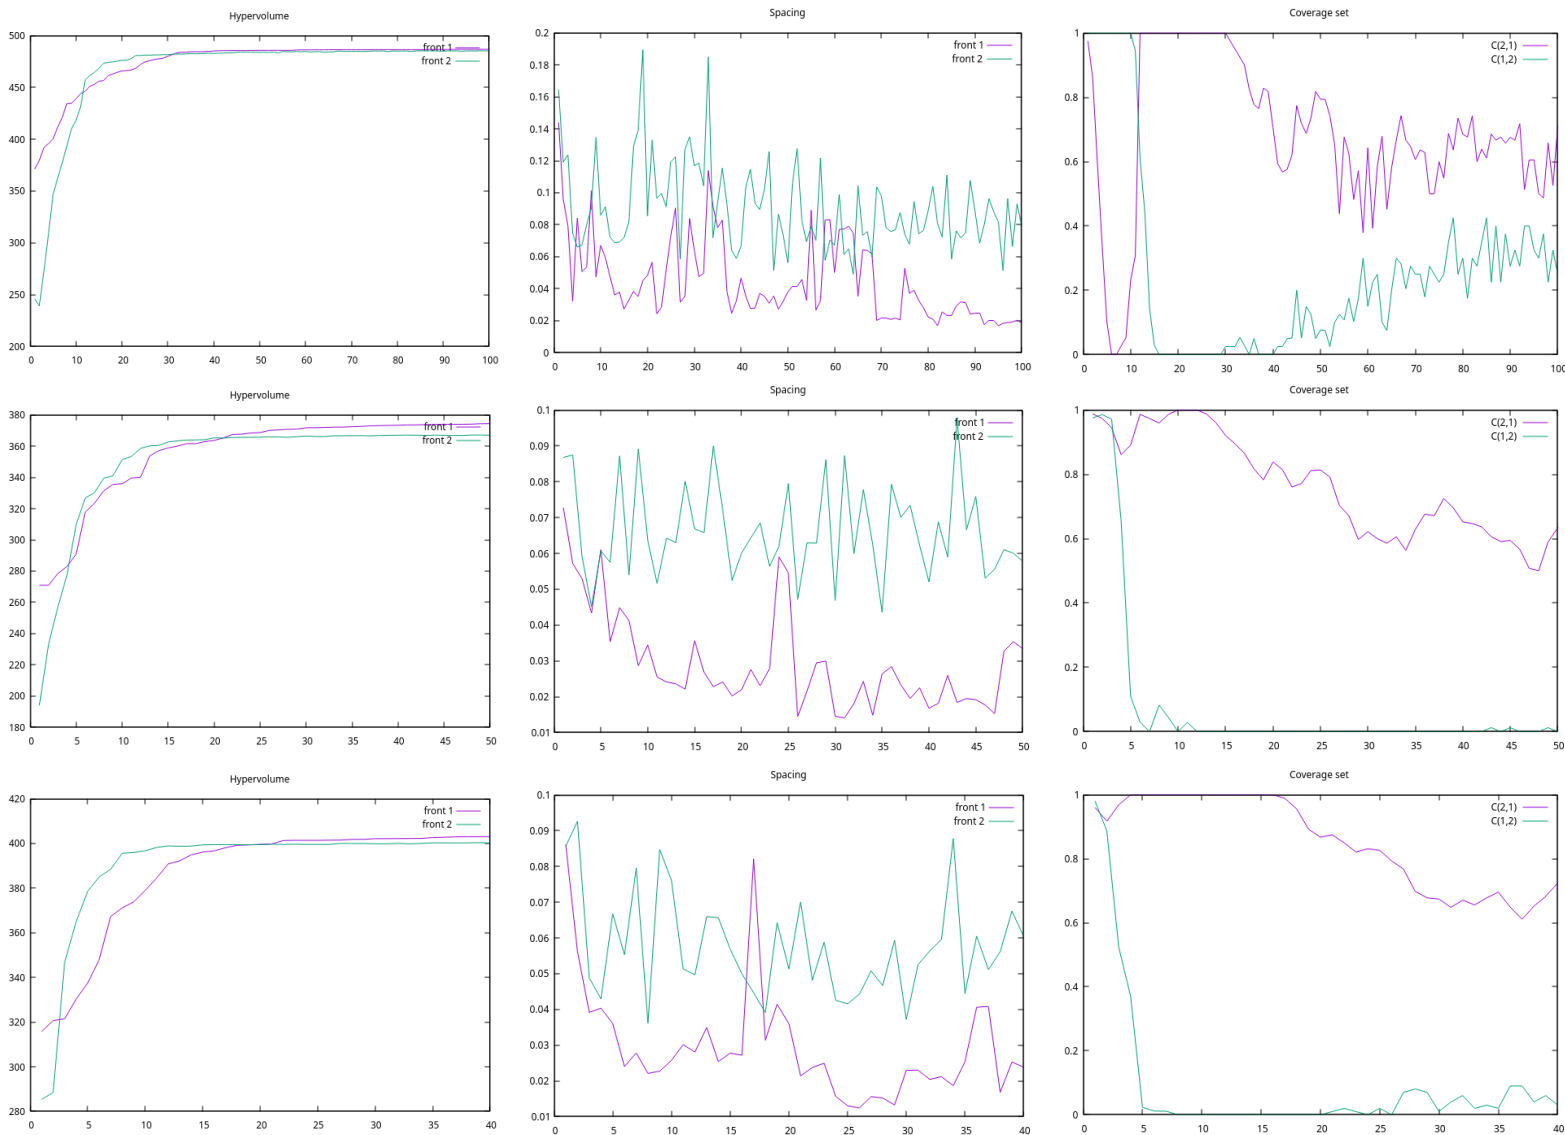 Hypervolume
500
450
400
350
300
250
200
0 10 20 30 40 50 60 70 80 90 100
front 1
front 2
Spacing
0.2
0.18
0.16
0.14
0.12
0.1
0.08
0.06
0.04
0.02
0
0 10 20 30 40 50 60 70 80 90 100
front 1
front 2
Coverage set
1
0.8
0.6
0.4
0.2
0
0 10 20 30 40 50 60 70 80 90 100
C(2,1)
C(1,2)
Hypervolume
380
360
340
320
300
280
260
240
220
200
180
0 5 10 15 20 25 30 35 40 45 50
front 1
front 2
Spacing
0.1
0.09
0.08
0.07
0.06
0.05
0.04
0.03
0.02
0.01
0 5 10 15 20 25 30 35 40 45 50
front 1
front 2
Coverage set
1
0.8
0.6
0.4
0.2
0
0 5 10 15 20 25 30 35 40 45 50
C(2,1)
C(1,2)
Hypervolume
420
400
380
360
340
320
300
280
0 5 10 15 20 25 30 35 40
front 1
front 2
Spacing
0.1
0.09
0.08
0.07
0.06
0.05
0.04
0.03
0.02
0.01
0 5 10 15 20 25 30 35 40
front 1
front 2
Coverage set
1
0.8
0.6
0.4
0.2
0
0 5 10 15 20 25 30 35 40
C(2,1)
C(1,2)